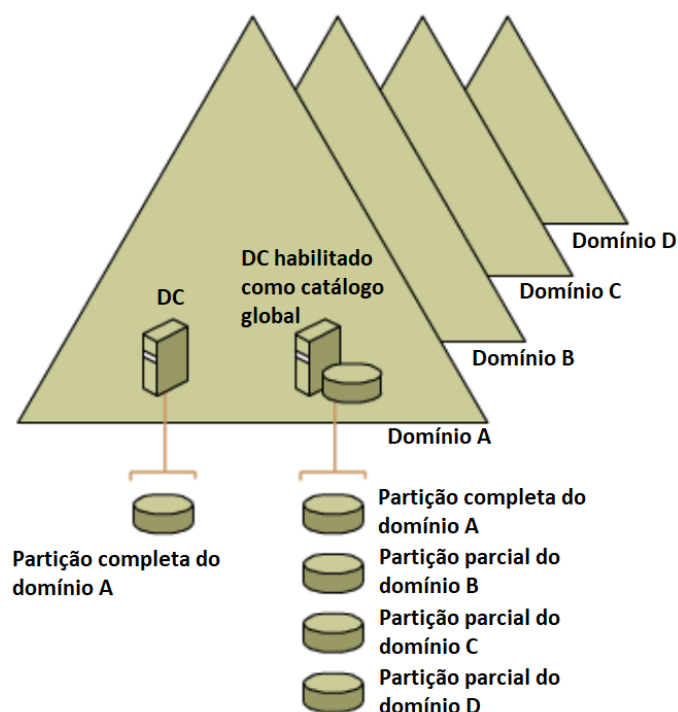 Domínio D
DC habilitado
como catálogo
global
Domínio C
DC
Domínio B
Domínio A
Partição completa do
domínio A
Partição completa do
domínio A
Partição parcial do
domínio B
Partição parcial do
domínio C
Partição parcial do
domínio D